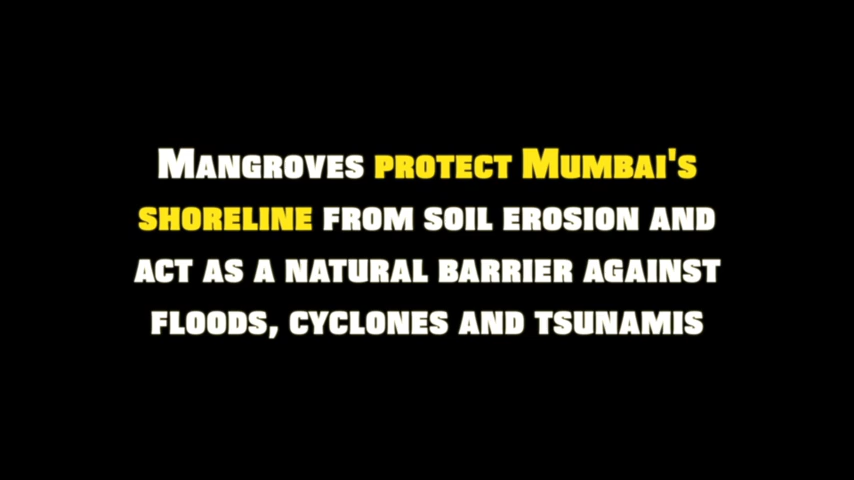 Mangroves protect Mumbai's
shoreline from soil erosion and
act as a natural barrier against
floods, cyclones and tsunamis